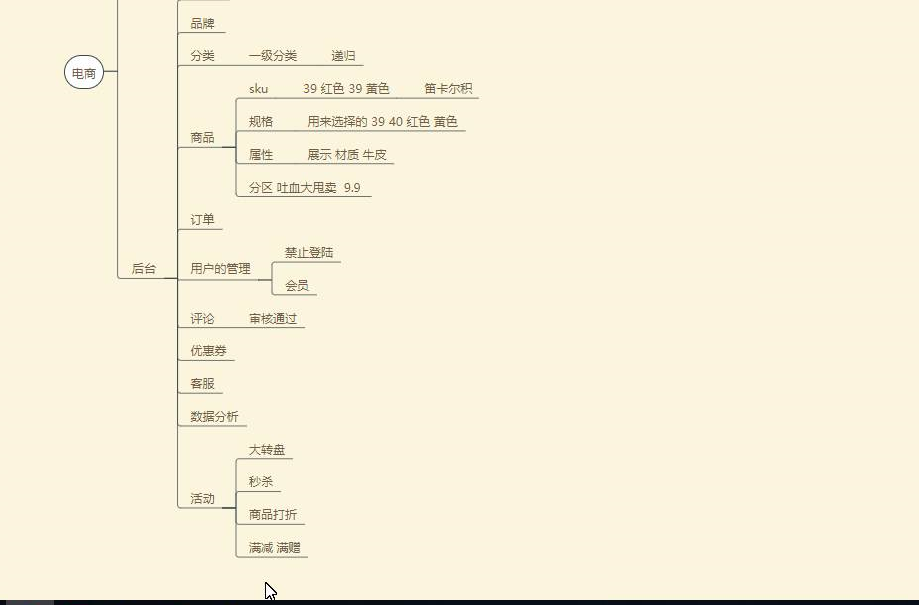 品牌
分类 一级分类 递归
电商
sku 39 红色 39 黄色 笛卡尔积
规格 用来选择的 39 40 红色 黄色
商品
属性 展示 材质 牛皮
分区 吐血大甩卖 9.9
订单
禁止登陆
后台 用户的管理
会员
评论 审核通过
优惠券
客服
数据分析
大转盘
秒杀
活动
商品打折
满减 满赠